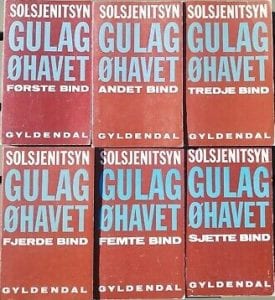 SOLSJENITSYN
GULAG
ØHAVET
FØRSTE BIND
GYLDENDAL
SOLSJENITSYN
GULAG
ØHAVET
ANDET BIND
GYLDENDAL
SOLSJENITSYN
GULAG
ØHAVET
TREDJE BIND
GYLDENDAL
SOLSJENITSYN
GULAG
ØHAVET
FJERDE BIND
GYLDENDAL
SOLSJENITSYN
GULAG
ØHAVET
FEMTE BIND
GYLDENDAL
SOLSJENITSYN
GULAG
ØHAVET
SJETTE BIND
GYLDENDAL